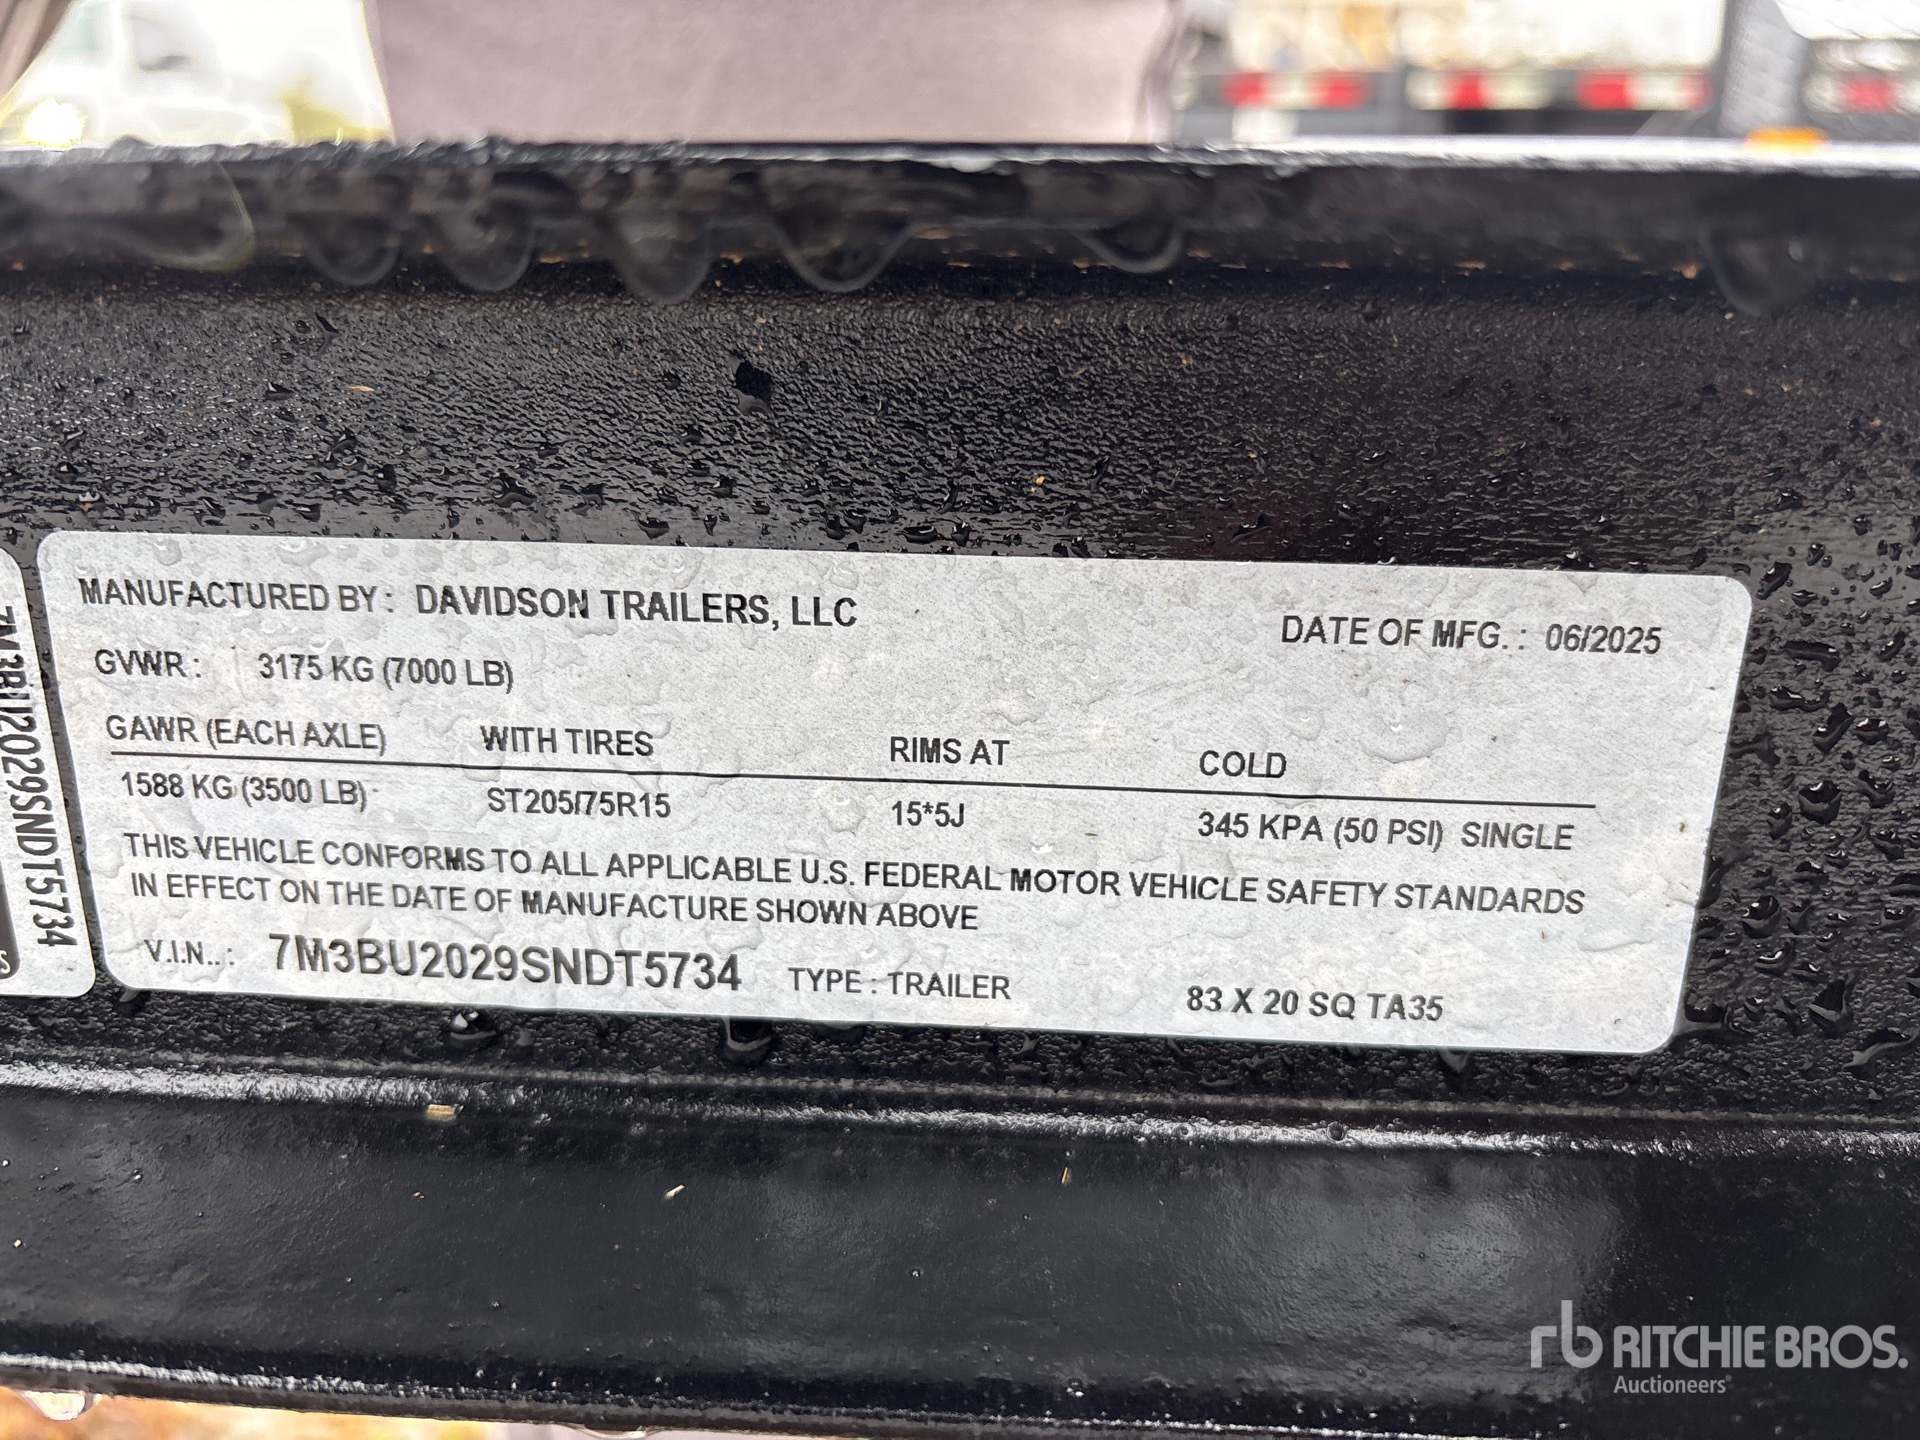 MANUFACTURED BY : DAVIDSON TRAILERS, LLC
DATE OF MFG. : 06/2025
GVWR : 3175 KG (7000 LB)
GAWR (EACH AXLE) WITH TIRES RIMS AT COLD
1588 KG (3500 LB) ST205/75R15 15*5J 345 KPA (50 PSI) SINGLE
THIS VEHICLE CONFORMS TO ALL APPLICABLE U.S. FEDERAL MOTOR VEHICLE SAFETY STANDARDS
IN EFFECT ON THE DATE OF MANUFACTURE SHOWN ABOVE
V.I.N.. : 7M3BU2029SNDT5734 TYPE : TRAILER 83 X 20 SQ TA35
7M3BU2029SNDT5734
rb RITCHIE BROS.
Auctioneers